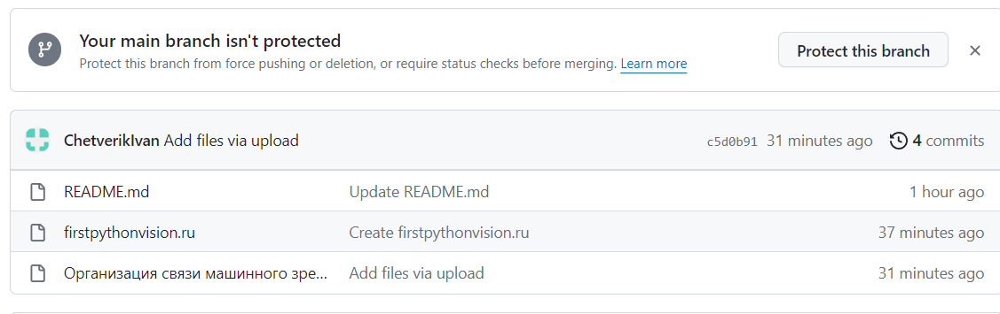 Your main branch isn't protected
Protect this branch from force pushing or deletion, or require status checks before merging. Learn more
Protect this branch
ChetverikIvan Add files via upload
c5d0b91 31 minutes ago 4 commits
README.md Update README.md 1 hour ago
firstpythonvision.ru Create firstpythonvision.ru 37 minutes ago
Организация связи машинного зре... Add files via upload 31 minutes ago